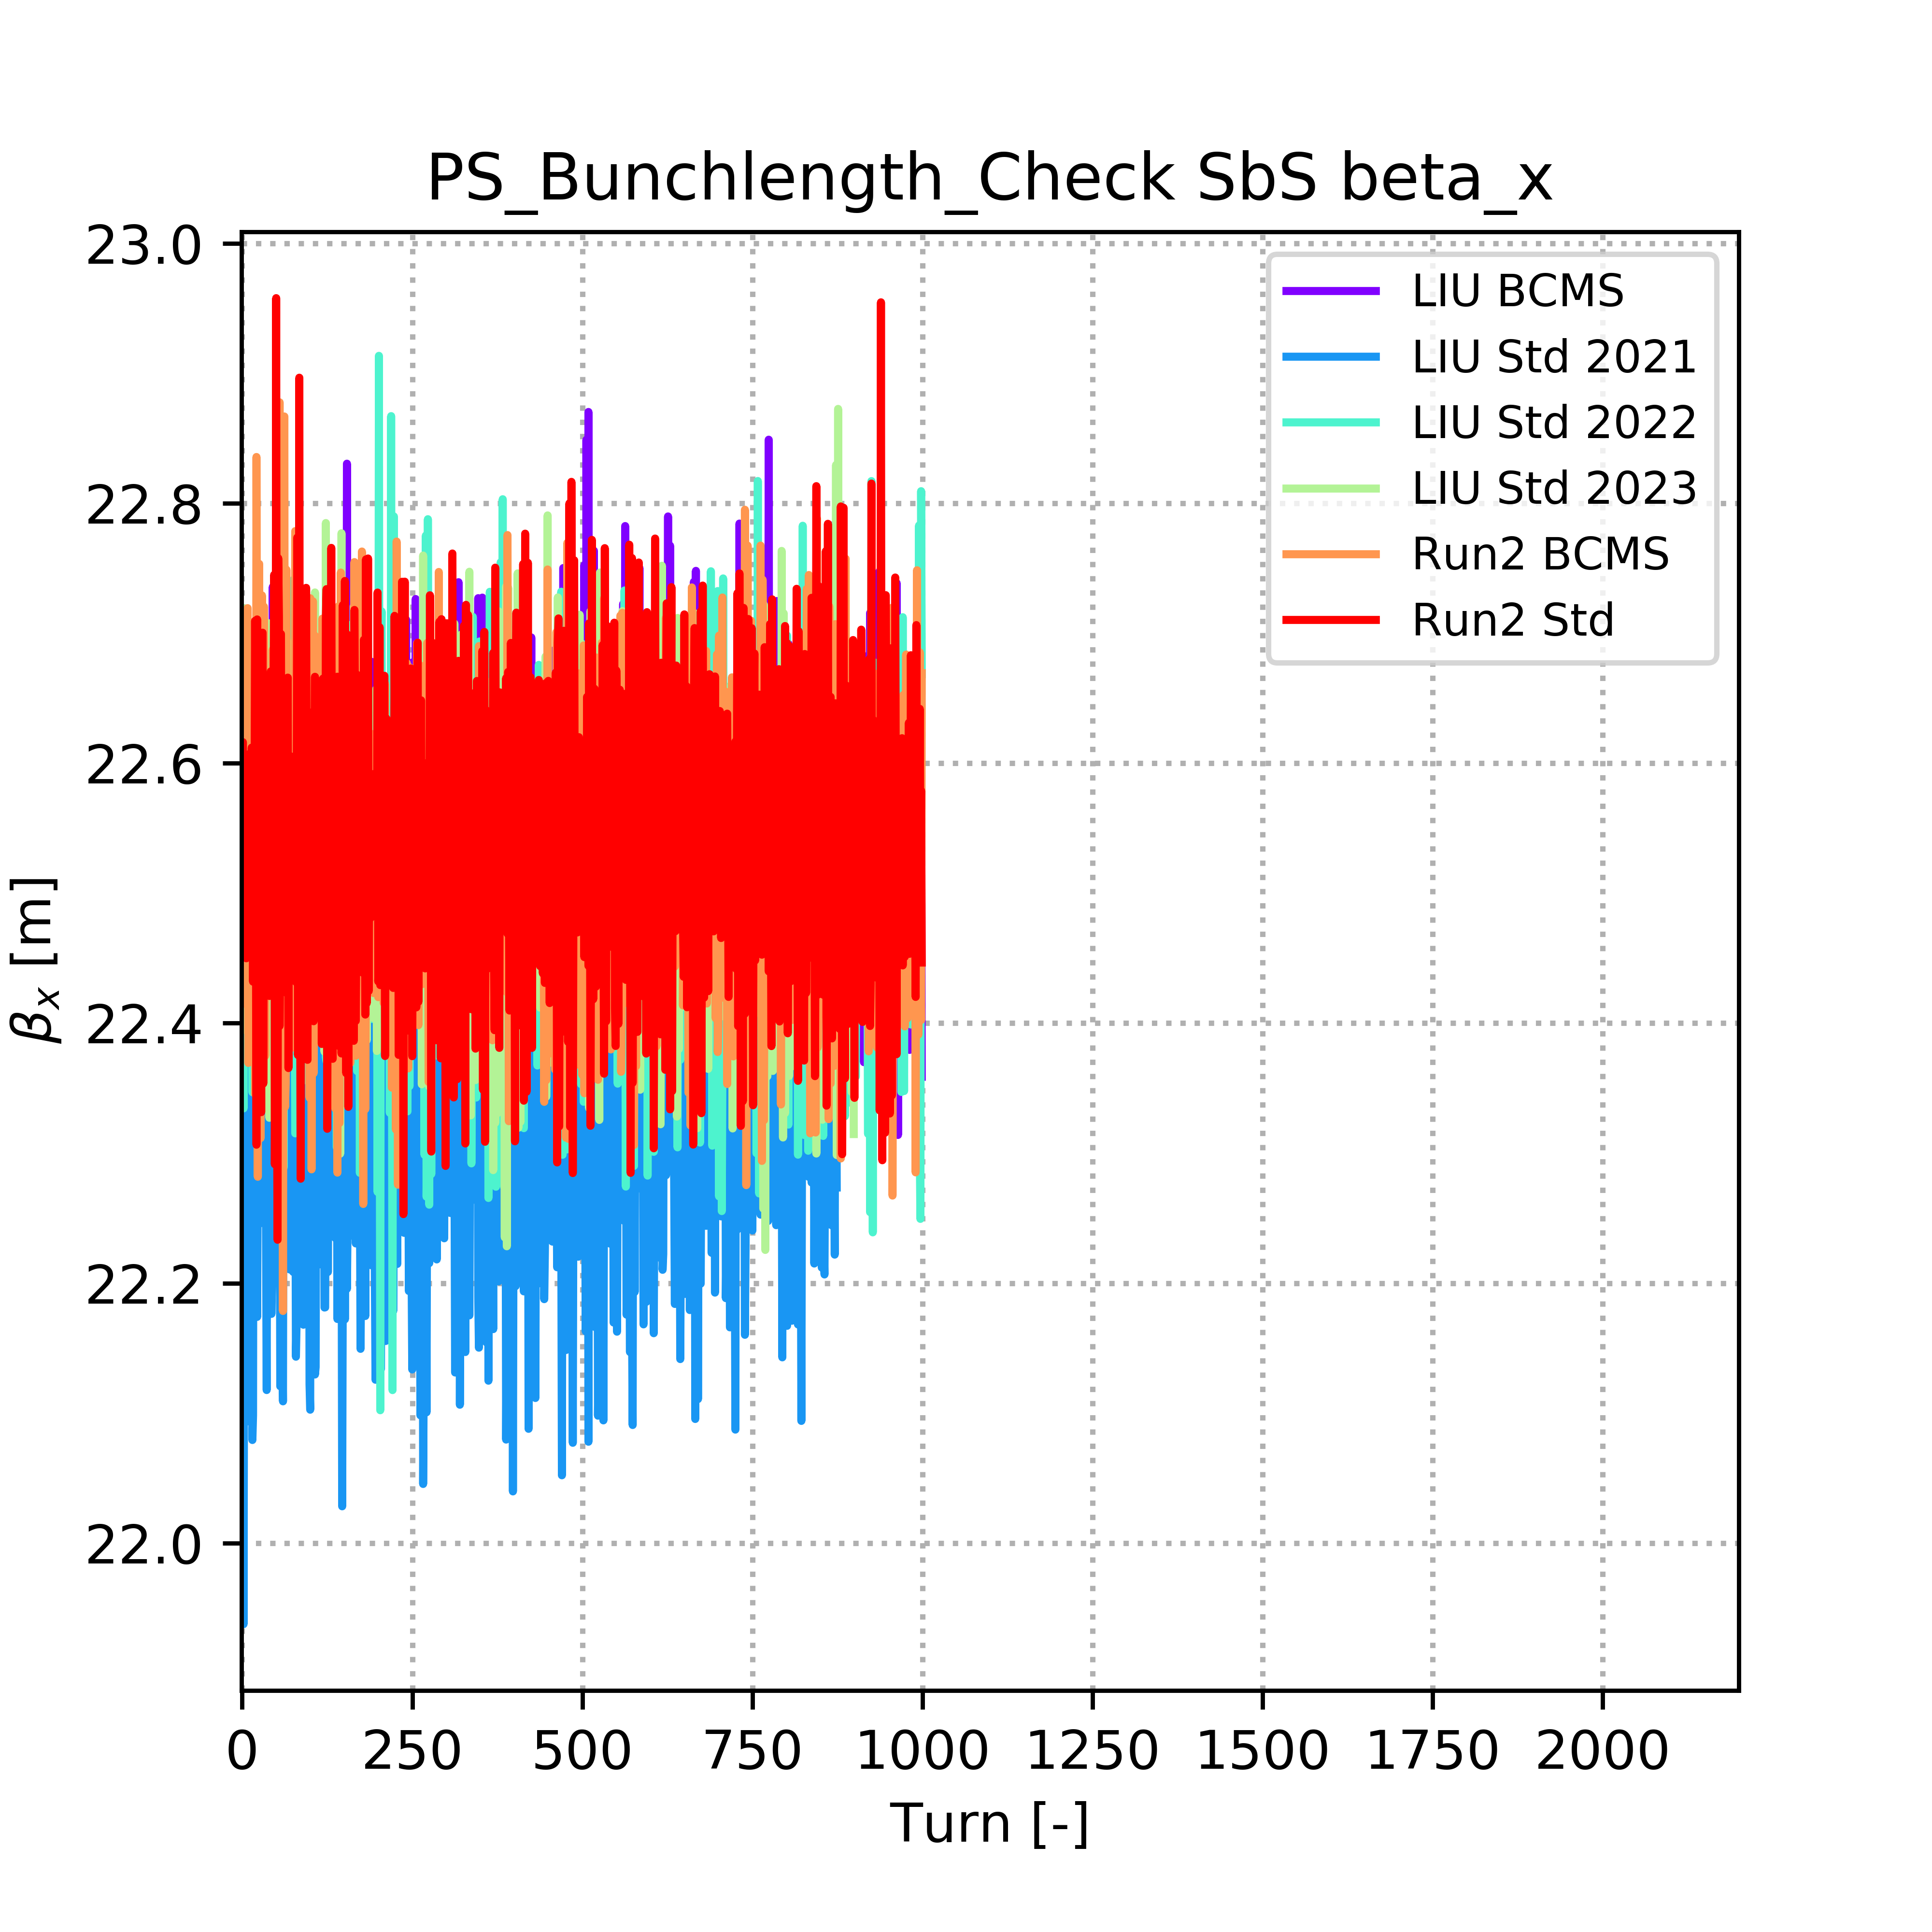 PS_Bunchlength_Check SbS beta_x
23.0
22.8
22.6
22.4
22.2
22.0
βx [m]
LIU BCMS
LIU Std 2021
LIU Std 2022
LIU Std 2023
Run2 BCMS
Run2 Std
0 250 500 750 1000 1250 1500 1750 2000
Turn [-]